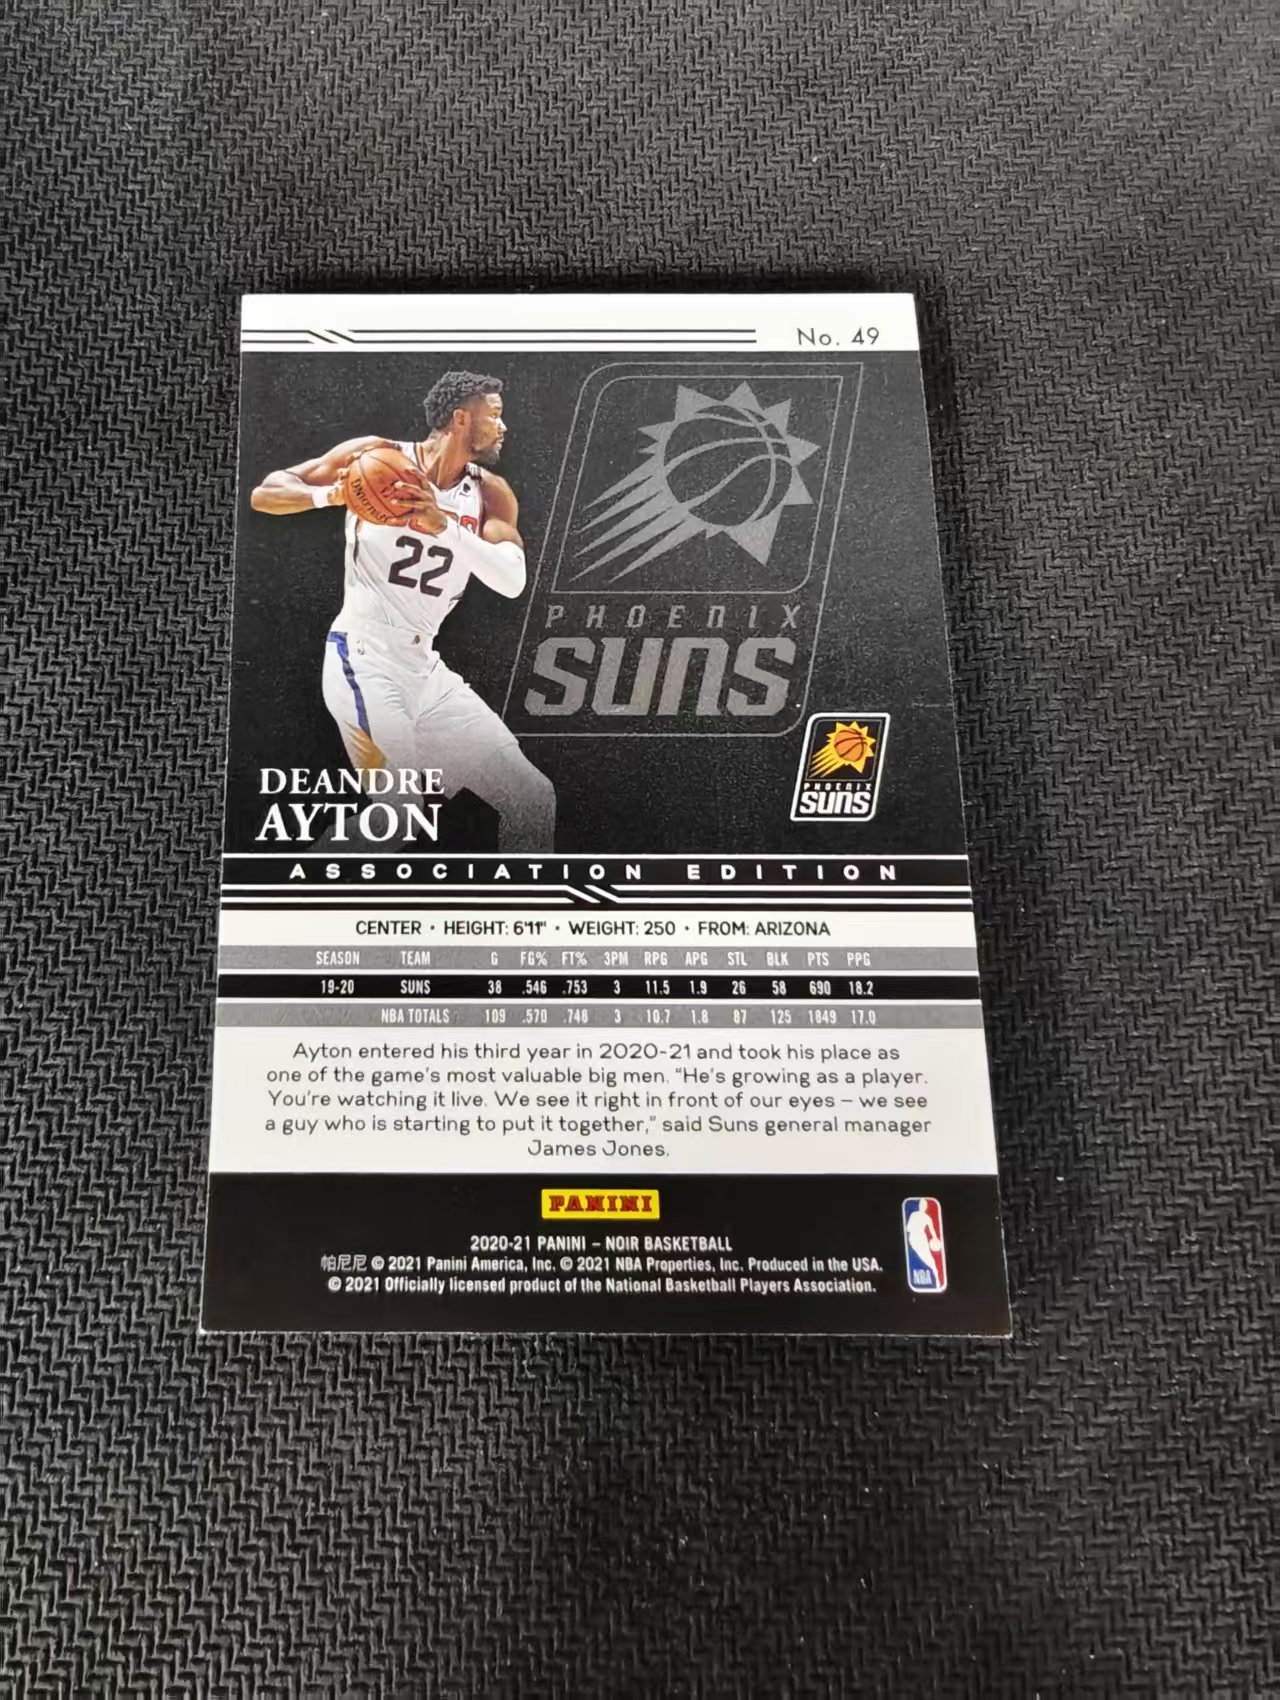 No. 49
22
PHOENIX
SUNS
PHOENIX
SUNS
DEANDRE
AYTON
ASSOCIATION EDITION
CENTER • HEIGHT: 6'11" • WEIGHT: 250 • FROM: ARIZONA
SEASON TEAM G FG% FT% 3PM RPG APG STL BLK PTS PPG
19-20 SUNS 38 .546 .753 3 11.5 1.9 26 58 690 18.2
NBA TOTALS 109 .570 .748 3 10.7 1.8 87 125 1849 17.0
Ayton entered his third year in 2020-21 and took his place as
one of the game's most valuable big men. "He's growing as a player.
You're watching it live. We see it right in front of our eyes – we see
a guy who is starting to put it together," said Suns general manager
James Jones.
PANINI
2020-21 PANINI – NOIR BASKETBALL
帕尼尼 © 2021 Panini America, Inc. © 2021 NBA Properties, Inc. Produced in the USA.
© 2021 Officially licensed product of the National Basketball Players Association.
NBA